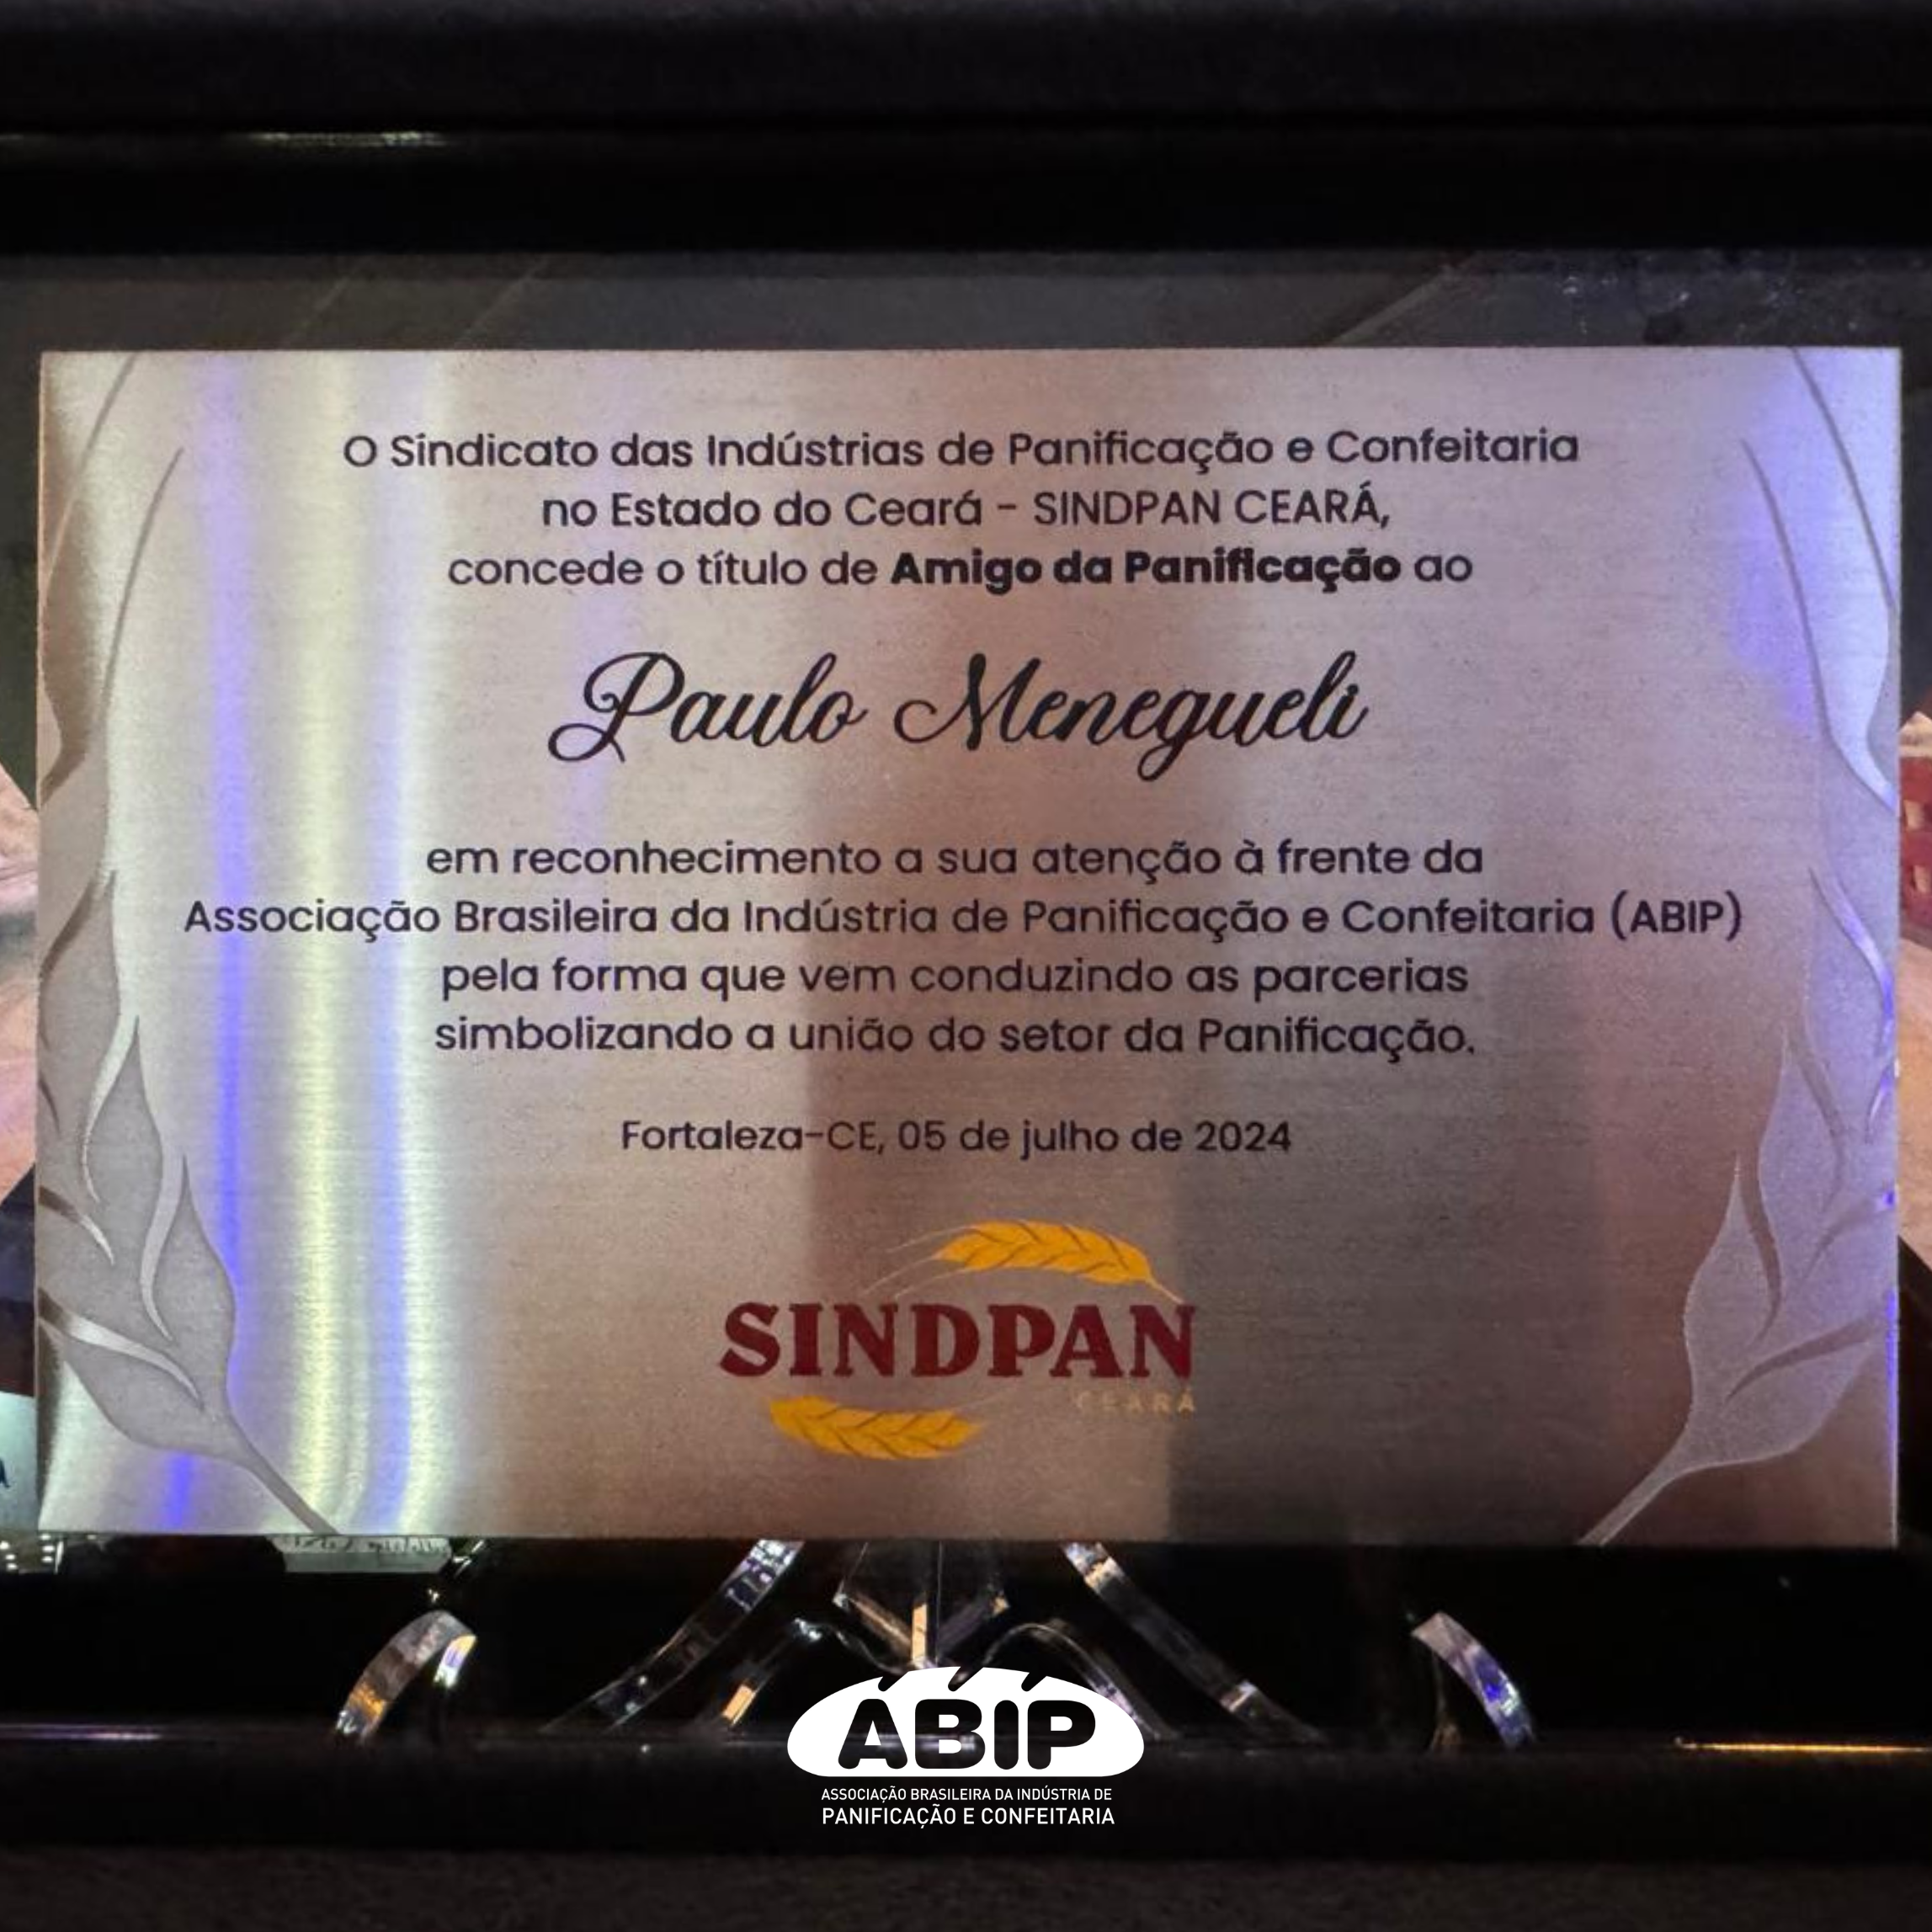 O Sindicato das Indústrias de Panificação e Confeitaria
no Estado do Ceará - SINDPAN CEARÁ,
concede o título de Amigo da Panificação ao
Paulo Menegueli
em reconhecimento a sua atenção à frente da
Associação Brasileira da Indústria de Panificação e Confeitaria (ABIP)
pela forma que vem conduzindo as parcerias
simbolizando a união do setor da Panificação.
Fortaleza-CE, 05 de julho de 2024
SINDPAN
CEARÁ
ABIP
ASSOCIAÇÃO BRASILEIRA DA INDÚSTRIA DE
PANIFICAÇÃO E CONFEITARIA